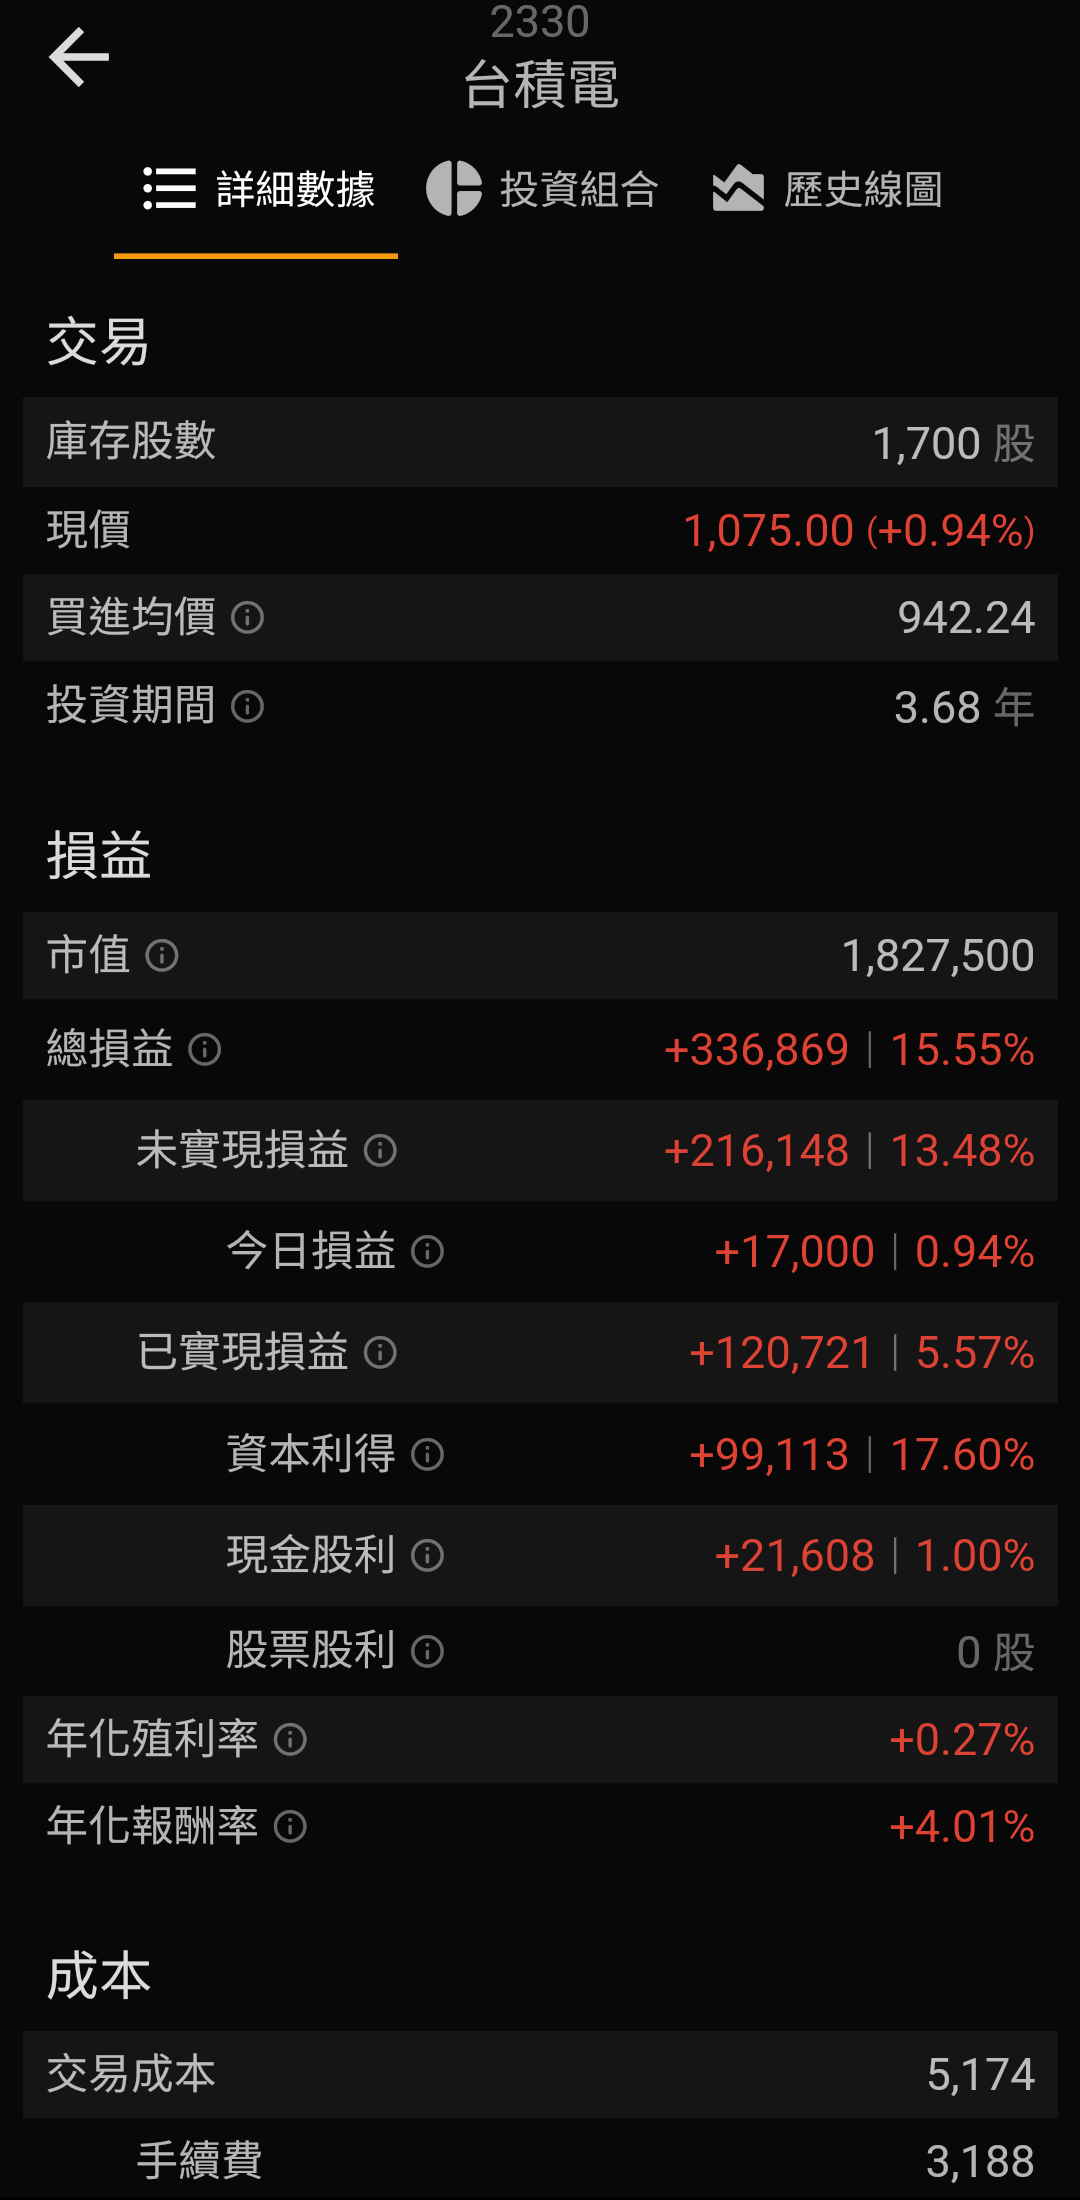 2330
台積電
詳細數據 投資組合 歷史線圖
交易
庫存股數 1,700 股
現價 1,075.00 (+0.94%)
買進均價 942.24
投資期間 3.68 年
損益
市值 1,827,500
總損益 +336,869 | 15.55%
未實現損益 +216,148 | 13.48%
今日損益 +17,000 | 0.94%
已實現損益 +120,721 | 5.57%
資本利得 +99,113 | 17.60%
現金股利 +21,608 | 1.00%
股票股利 0 股
年化殖利率 +0.27%
年化報酬率 +4.01%
成本
交易成本 5,174
手續費 3,188